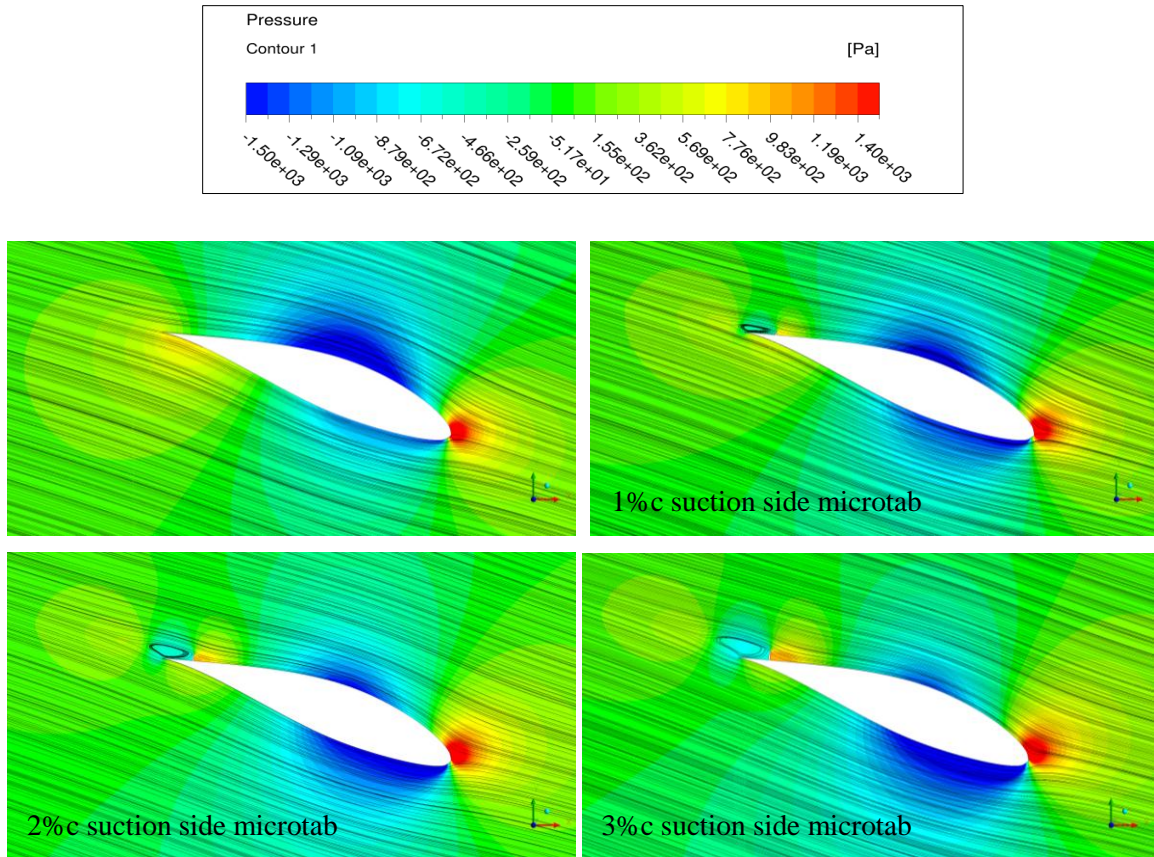 Pressure
Contour 1 [Pa]
-1.50e+03 -1.29e+03 -1.09e+03 -8.79e+02 -6.72e+02 -4.66e+02 -2.59e+02 -5.17e+01 1.55e+02 3.62e+02 5.69e+02 7.76e+02 9.83e+02 1.19e+03 1.40e+03
1%c suction side microtab
2%c suction side microtab
3%c suction side microtab